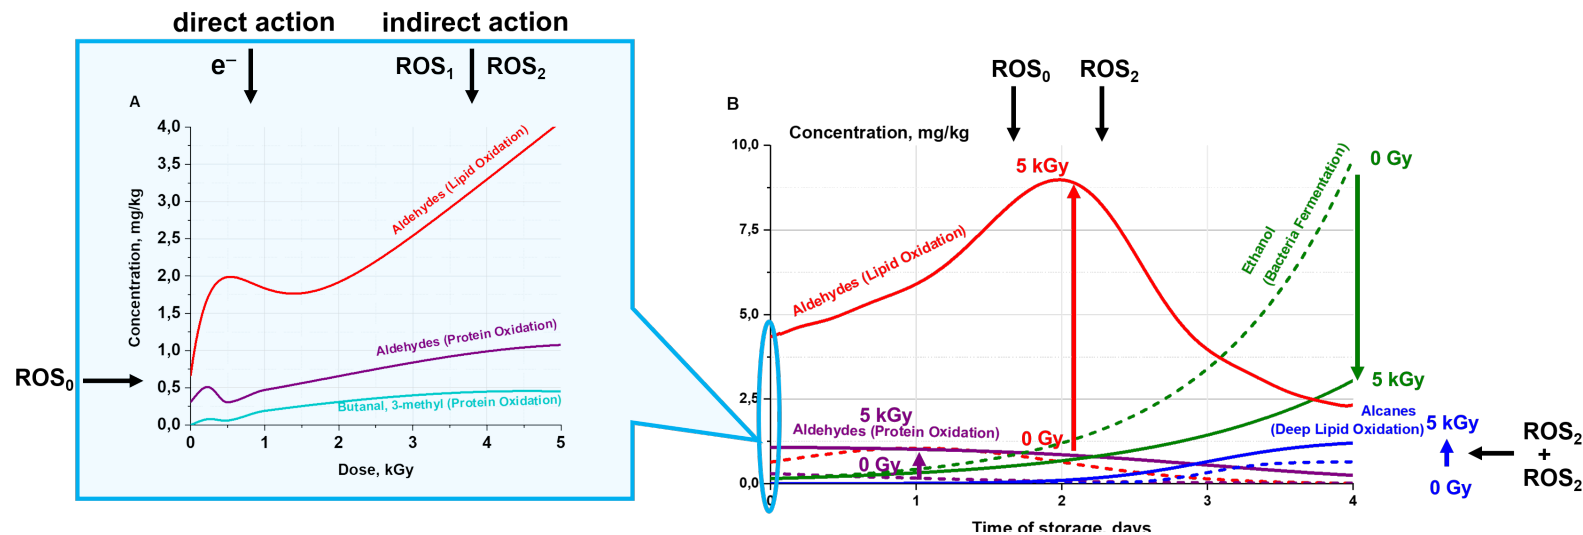 direct action
indirect action
e–
ROS1
ROS2
A
4,0
3,5
3,0
2,5
2,0
1,5
1,0
0,5
0,0
Concentration, mg/kg
Aldehydes (Lipid Oxidation)
Aldehydes (Protein Oxidation)
Butanal, 3-methyl (Protein Oxidation)
0
1
2
3
4
5
Dose, kGy
ROS0
B
ROS0
ROS2
Concentration, mg/kg
10,0
7,5
5,0
2,5
0,0
5 kGy
Aldehydes (Lipid Oxidation)
Ethanol
(Bacteria Fermentation)
0 Gy
5 kGy
5 kGy
Aldehydes (Protein Oxidation)
0 Gy
0 Gy
Alcanes
(Deep Lipid Oxidation)
5 kGy
0 Gy
ROS2
+
ROS2
0
1
2
3
4
Time of storage, days